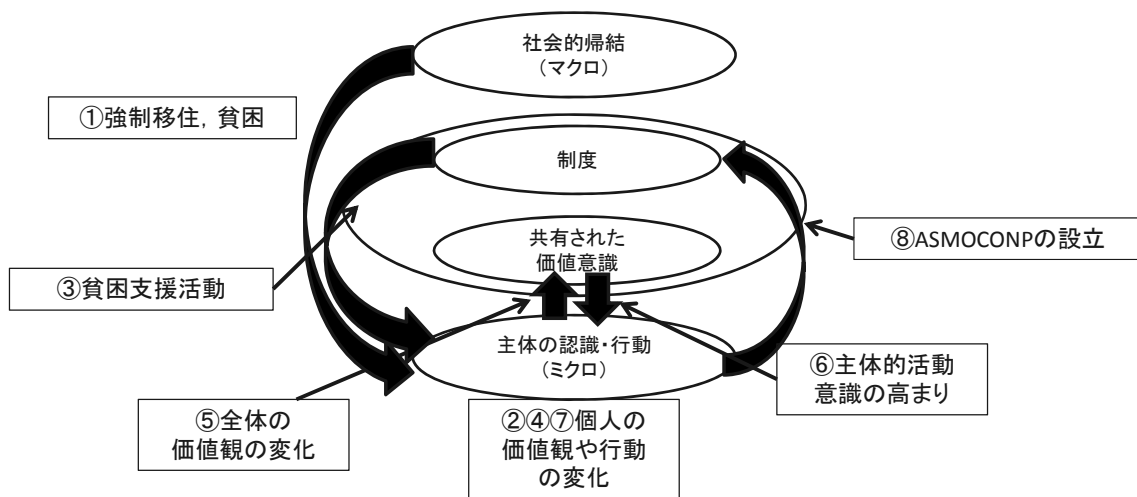 社会的帰結
（マクロ）
①強制移住，貧困
制度
共有された
価値意識
⑧ASMOCONPの設立
③貧困支援活動
主体の認識・行動
（ミクロ）
⑥主体的活動
意識の高まり
⑤全体の
価値観の変化
②④⑦個人の
価値観や行動
の変化